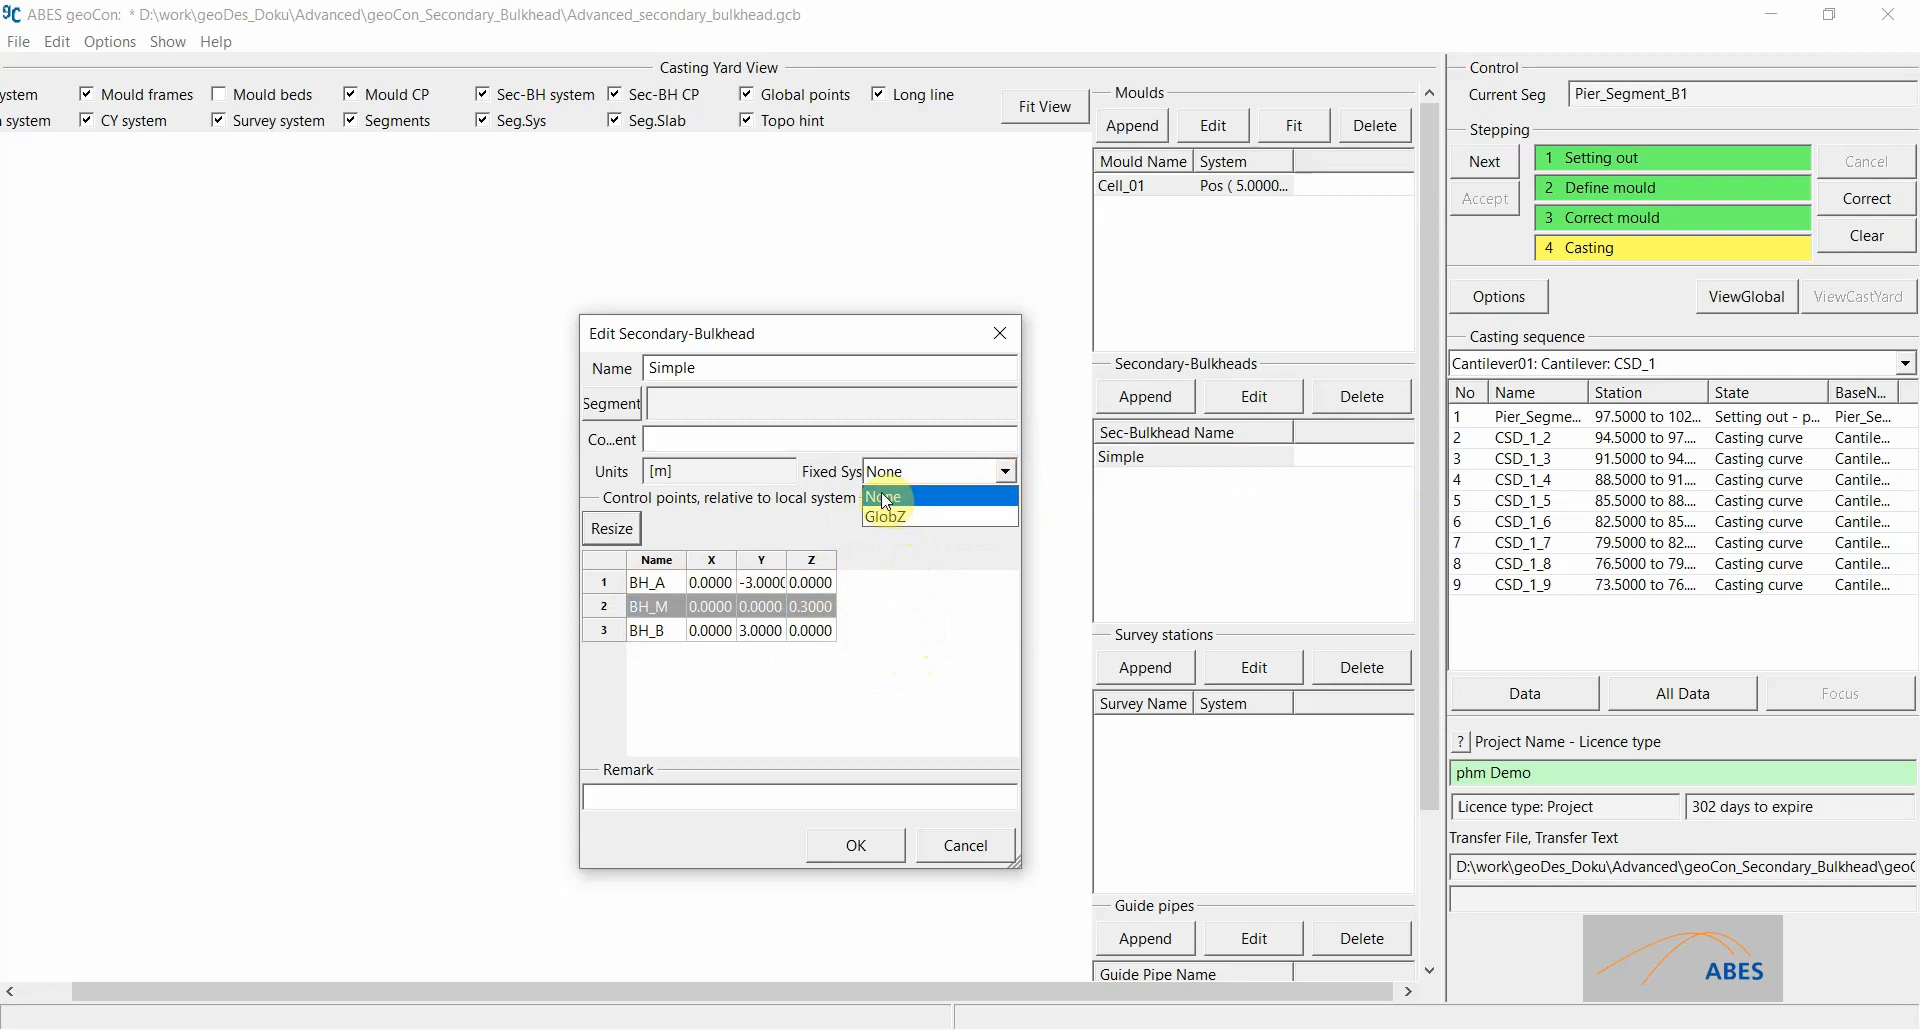 ABES geoCon: * D:\work\geoDes_Doku\Advanced\geoCon_Secondary_Bulkhead\Advanced_secondary_bulkhead.gcb
File Edit Options Show Help
Casting Yard View
ystem Mould frames Mould beds Mould CP Sec-BH system Sec-BH CP Global points Long line
system CY system Survey system Segments Seg.Sys Seg.Slab Topo hint
Fit View
Moulds
Append Edit Fit Delete
Mould Name System
Cell_01 Pos ( 5.0000...
Secondary-Bulkheads
Append Edit Delete
Sec-Bulkhead Name
Simple
Survey stations
Append Edit Delete
Survey Name System
Guide pipes
Append Edit Delete
Guide Pipe Name
Edit Secondary-Bulkhead
Name Simple
Segment
Co...ent
Units [m] Fixed Sys None
None
GlobZ
Control points, relative to local system
Resize
Name X Y Z
1 BH_A 0.0000 -3.0000 0.0000
2 BH_M 0.0000 0.0000 0.3000
3 BH_B 0.0000 3.0000 0.0000
Remark
OK Cancel
Control
Current Seg Pier_Segment_B1
Stepping
Next 1 Setting out Cancel
2 Define mould
Accept 3 Correct mould Correct
4 Casting Clear
Options ViewGlobal ViewCastYard
Casting sequence
Cantilever01: Cantilever: CSD_1
No Name Station State BaseN...
1 Pier_Segme... 97.5000 to 102... Setting out - p... Pier_Se...
2 CSD_1_2 94.5000 to 97.... Casting curve Cantile...
3 CSD_1_3 91.5000 to 94.... Casting curve Cantile...
4 CSD_1_4 88.5000 to 91.... Casting curve Cantile...
5 CSD_1_5 85.5000 to 88.... Casting curve Cantile...
6 CSD_1_6 82.5000 to 85.... Casting curve Cantile...
7 CSD_1_7 79.5000 to 82.... Casting curve Cantile...
8 CSD_1_8 76.5000 to 79.... Casting curve Cantile...
9 CSD_1_9 73.5000 to 76.... Casting curve Cantile...
Data All Data Focus
? Project Name - Licence type
phm Demo
Licence type: Project 302 days to expire
Transfer File, Transfer Text
D:\work\geoDes_Doku\Advanced\geoCon_Secondary_Bulkhead\geo
ABES